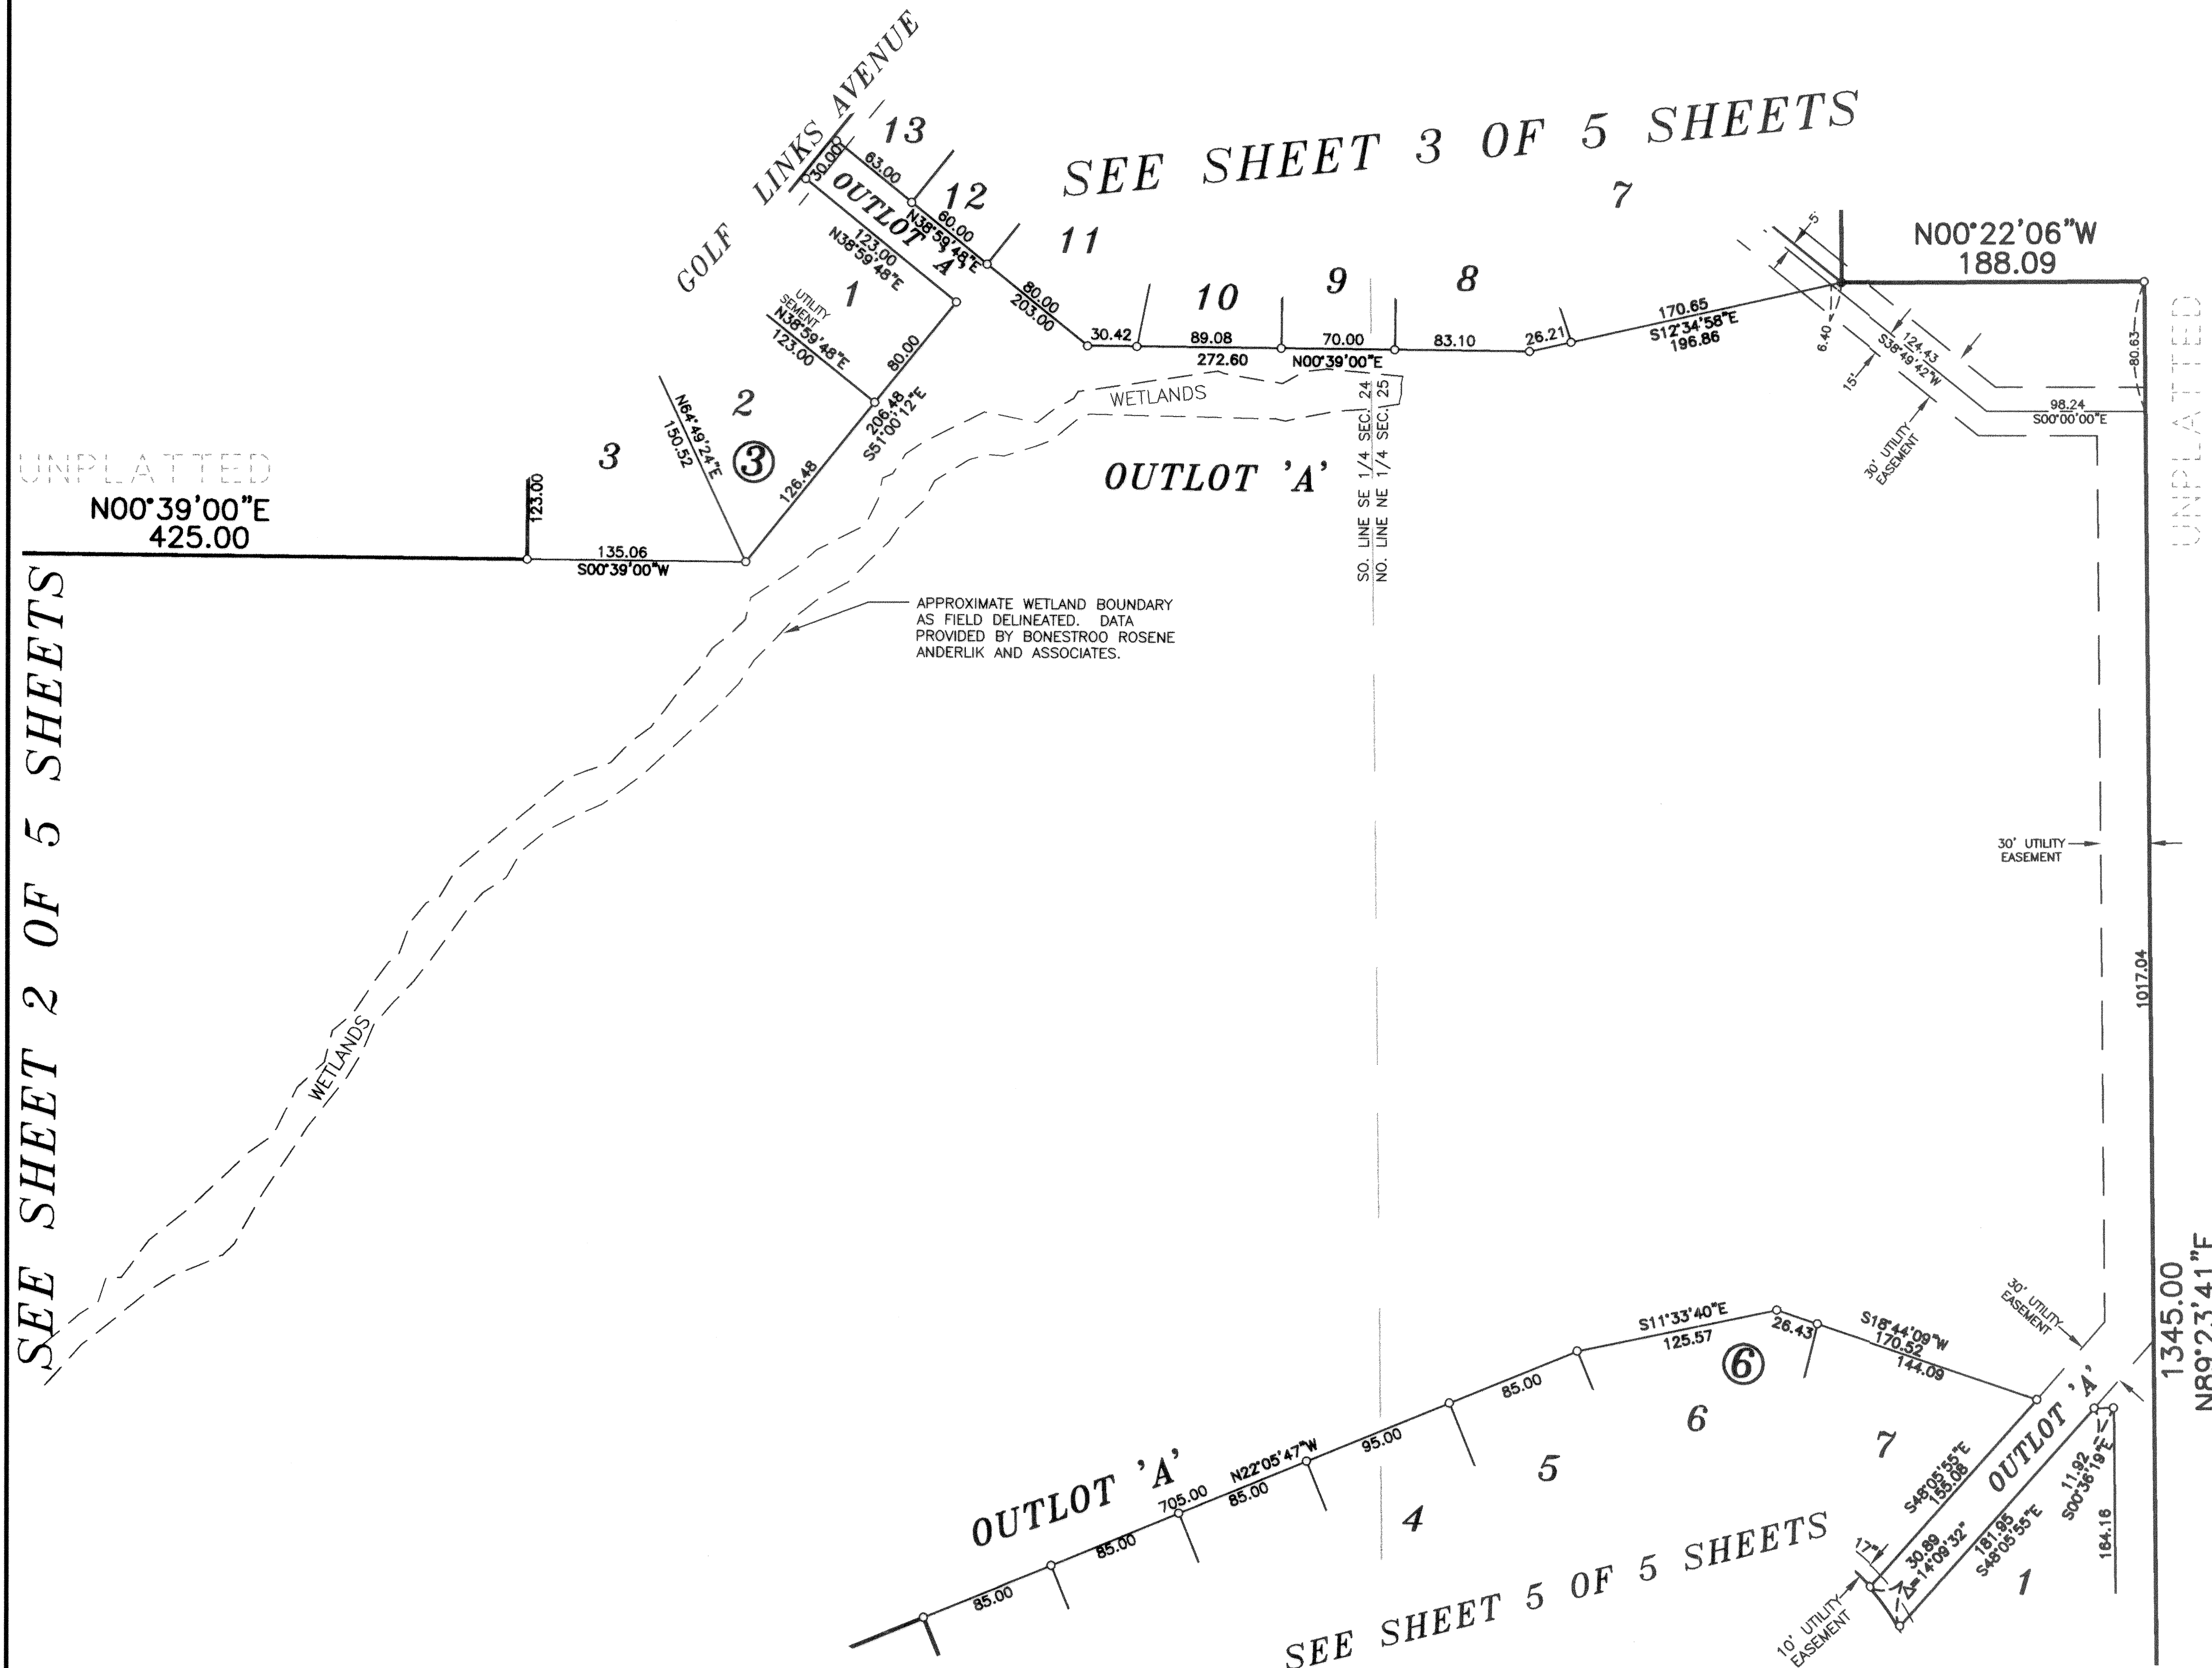 GOLF LINKS AVENUE
13
30.00
63.00
OUTLOT 'A'
12
60.00
N38°59'48"E
123.00
N38°59'48"E
11
SEE SHEET 3 OF 5 SHEETS
7
1
UTILITY
SEMENT
N38°59'48"E
123.00
80.00
80.00
203.00
30.42
10
89.08
272.60
9
70.00
N00°39'00"E
8
83.10
26.21
170.65
S12°34'58"E
196.86
5'
N00°22'06"W
188.09
6.40
124.43
S38°49'42"W
15'
80.63
98.24
S00°00'00"E
30' UTILITY
EASEMENT
UNPLATTED
2
3
N64°49'24"E
150.52
206.48
S51°00'12"E
126.48
3
WETLANDS
OUTLOT 'A'
SO. LINE SE 1/4 SEC. 24
NO. LINE NE 1/4 SEC. 25
UNPLATTED
N00°39'00"E
425.00
123.00
135.06
S00°39'00"W
APPROXIMATE WETLAND BOUNDARY
AS FIELD DELINEATED. DATA
PROVIDED BY BONESTROO ROSENE
ANDERLIK AND ASSOCIATES.
SEE SHEET 2 OF 5 SHEETS
WETLANDS
30' UTILITY
EASEMENT
1017.04
1345.00
N89°23'41"E
30' UTILITY
EASEMENT
S11°33'40"E
125.57
26.43
S18°44'09"W
170.52
144.09
6
6
7
OUTLOT 'A'
85.00
95.00
5
N22°05'47"W
705.00
85.00
4
OUTLOT 'A'
85.00
85.00
S48°05'55"E
155.08
11.92
S00°36'19"E
164.16
181.95
S48°05'55"E
30.89
Δ=14°09'32"
17'
1
10' UTILITY
EASEMENT
SEE SHEET 5 OF 5 SHEETS